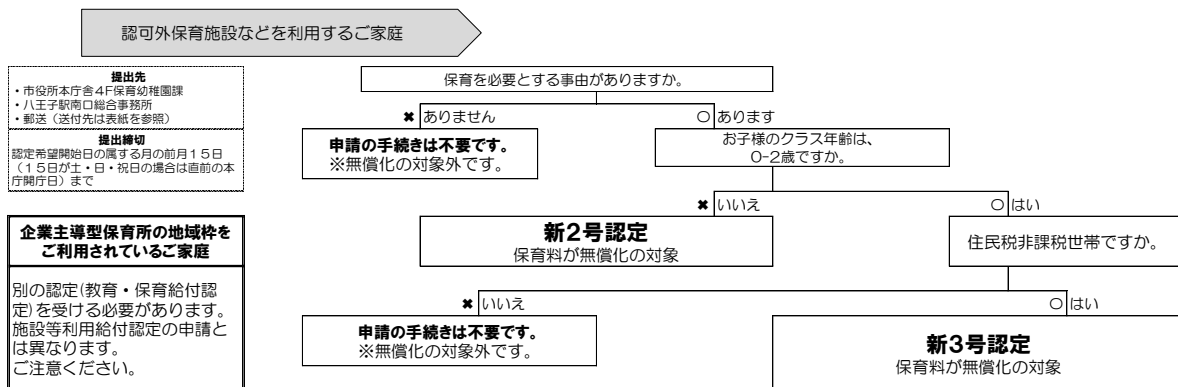 認可外保育施設などを利用するご家庭
提出先
・市役所本庁舎4F保育幼稚園課
・八王子駅南口総合事務所
・郵送（送付先は表紙を参照）
提出締切
認定希望開始日の属する月の前月15日
（15日が土・日・祝日の場合は直前の本
庁開庁日）まで
企業主導型保育所の地域枠を
ご利用されているご家庭
別の認定(教育・保育給付認
定)を受ける必要があります。
施設等利用給付認定の申請と
は異なります。
ご注意ください。
保育を必要とする事由がありますか。
✖ ありません
○ あります
申請の手続きは不要です。
※無償化の対象外です。
お子様のクラス年齢は、
0-2歳ですか。
✖ いいえ
○ はい
新2号認定
保育料が無償化の対象
住民税非課税世帯ですか。
✖ いいえ
○ はい
申請の手続きは不要です。
※無償化の対象外です。
新3号認定
保育料が無償化の対象